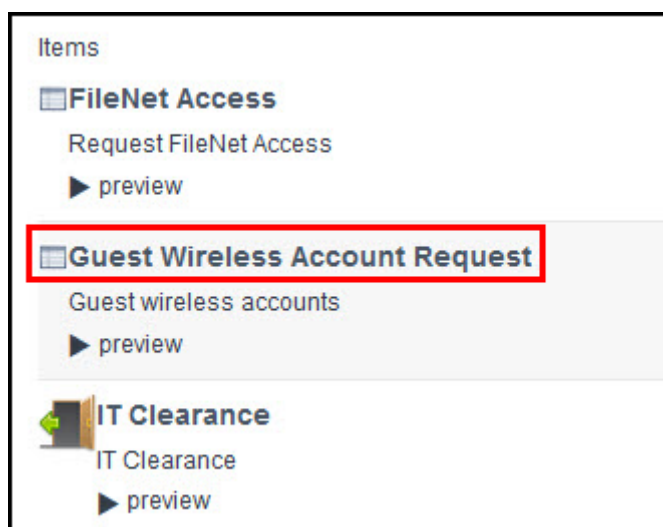 Items
FileNet Access
Request FileNet Access
preview
Guest Wireless Account Request
Guest wireless accounts
preview
IT Clearance
IT Clearance
preview